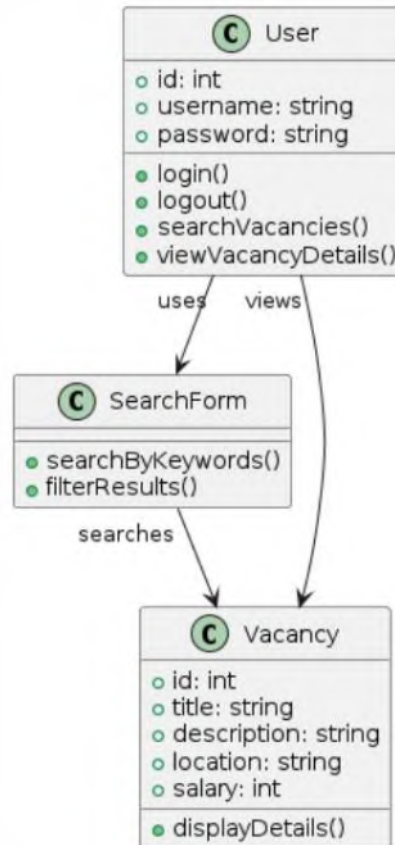 C User
id: int
username: string
password: string
login()
logout()
searchVacancies()
viewVacancyDetails()
uses views
C SearchForm
searchByKeywords()
filterResults()
searches
C Vacancy
id: int
title: string
description: string
location: string
salary: int
displayDetails()